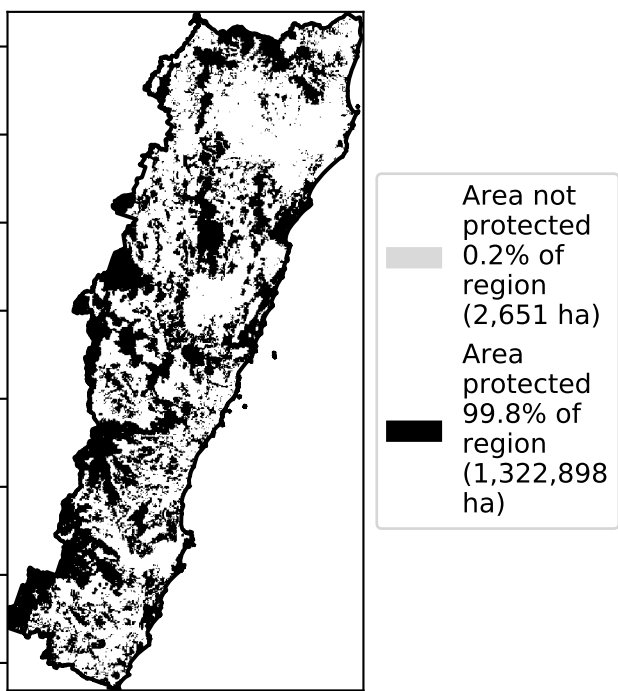 Area not
protected
0.2% of
region
(2,651 ha)
Area
protected
99.8% of
region
(1,322,898
ha)